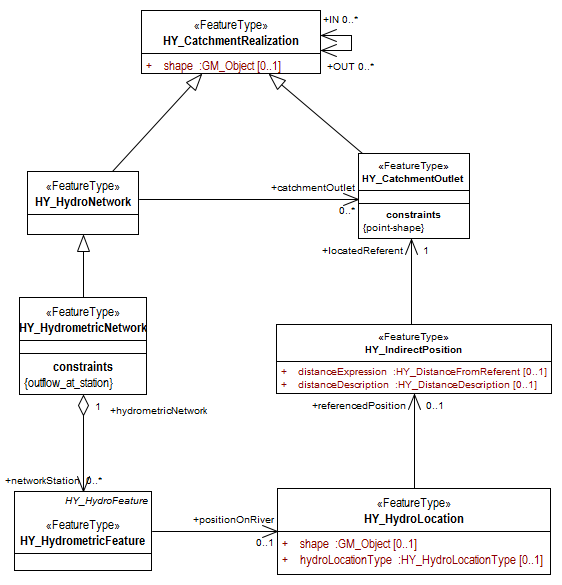 «FeatureType»
HY_CatchmentRealization
+ shape :GM_Object [0..1]
+IN 0..*
+OUT 0..*
«FeatureType»
HY_HydroNetwork
+catchmentOutlet
0..*
«FeatureType»
HY_CatchmentOutlet
constraints
{point-shape}
+locatedReferent 1
«FeatureType»
HY_HydrometricNetwork
constraints
{outflow_at_station}
1 +hydrometricNetwork
«FeatureType»
HY_IndirectPosition
+ distanceExpression :HY_DistanceFromReferent [0..1]
+ distanceDescription :HY_DistanceDescription [0..1]
+referencedPosition 0..1
+networkStation 0..*
HY_HydroFeature
«FeatureType»
HY_HydrometricFeature
+positionOnRiver
0..1
«FeatureType»
HY_HydroLocation
+ shape :GM_Object [0..1]
+ hydroLocationType :HY_HydroLocationType [0..1]